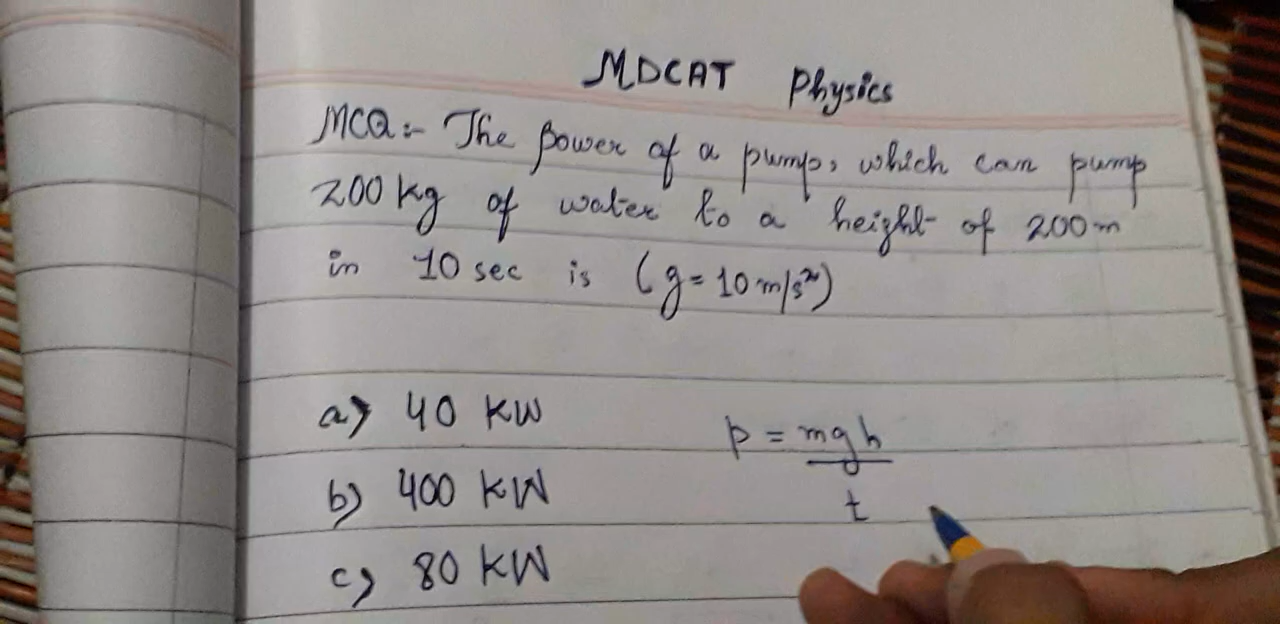 MDCAT Physics
MCQ:- The power of a pump, which can pump
200 kg of water to a height of 200 m
in 10 sec is (g = 10 m/s²)
a) 40 KW
p = mgh
b) 400 KW
t
c) 80 KW